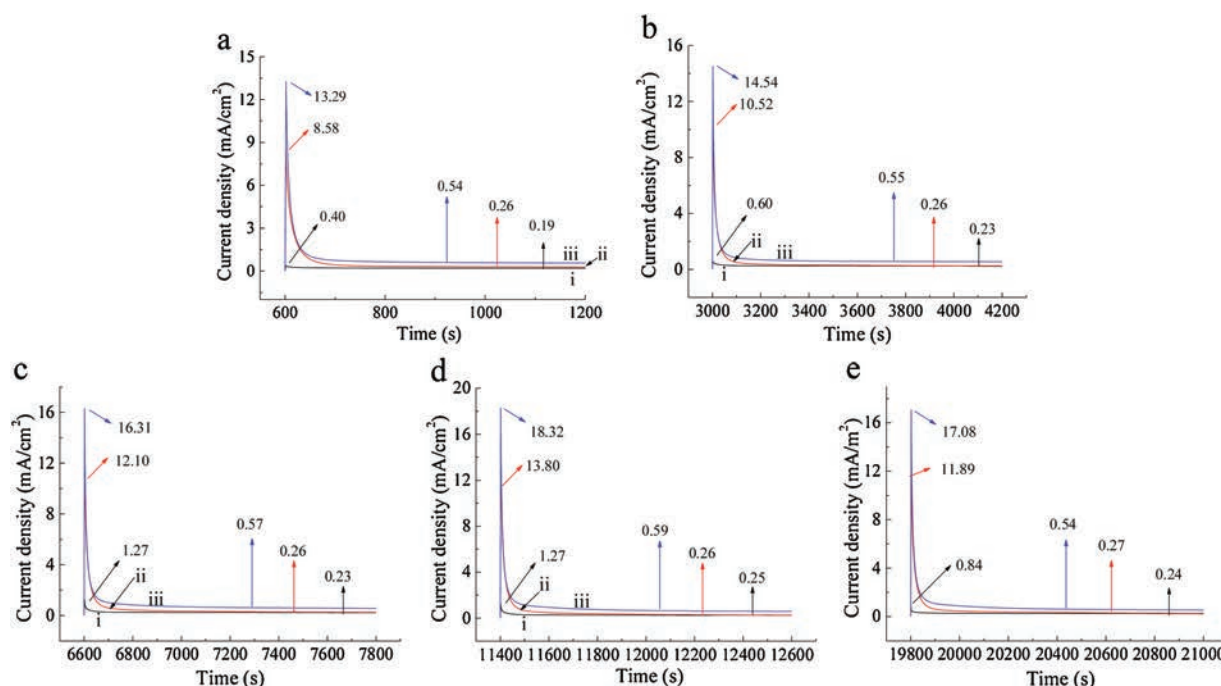 a
Current density (mA/cm²)
15
12
9
6
3
0
13.29
8.58
0.40
0.54
0.26
0.19
iii
ii
i
600 800 1000 1200
Time (s)
b
Current density (mA/cm²)
16
12
8
4
0
14.54
10.52
0.60
0.55
0.26
0.23
ii
iii
i
3000 3200 3400 3600 3800 4000 4200
Time (s)
c
Current density (mA/cm²)
16
12
8
4
0
16.31
12.10
1.27
0.57
0.26
0.23
ii
iii
i
6600 6800 7000 7200 7400 7600 7800
Time (s)
d
Current density (mA/cm²)
20
16
12
8
4
0
18.32
13.80
1.27
0.59
0.26
0.25
ii
iii
i
11400 11600 11800 12000 12200 12400 12600
Time (s)
e
Current density (mA/m²)
16
12
8
4
0
17.08
11.89
0.84
0.54
0.27
0.24
19800 20000 20200 20400 20600 20800 21000
Time (s)